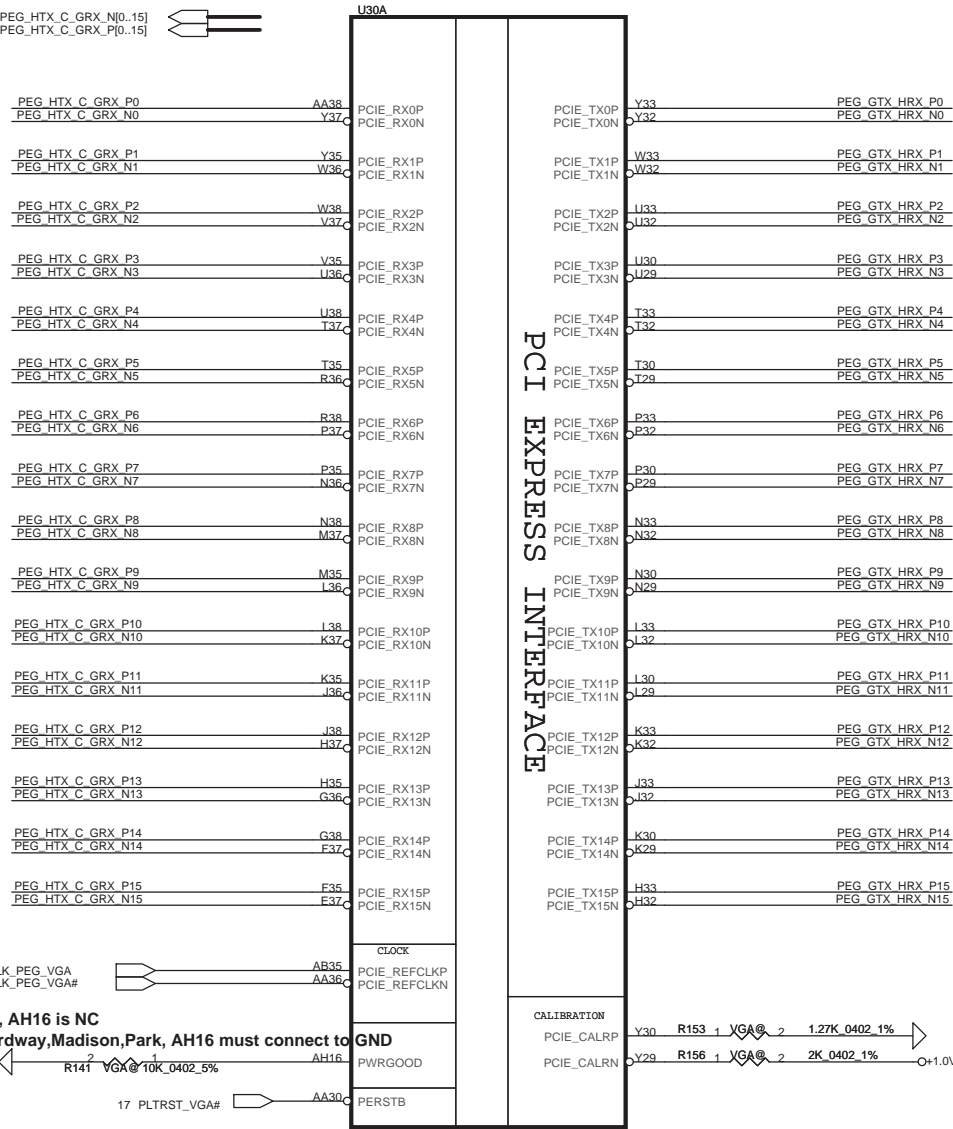 PEG_HTX_C_GRX_N[0..15]
PEG_HTX_C_GRX_P[0..15]
U30A
PEG_HTX_C_GRX_P0 AA38 PCIE_RX0P PCIE_TX0P Y33 PEG_GTX_HRX_P0
PEG_HTX_C_GRX_N0 Y37 PCIE_RX0N PCIE_TX0N Y32 PEG_GTX_HRX_N0
PEG_HTX_C_GRX_P1 Y35 PCIE_RX1P PCIE_TX1P W33 PEG_GTX_HRX_P1
PEG_HTX_C_GRX_N1 W36 PCIE_RX1N PCIE_TX1N W32 PEG_GTX_HRX_N1
PEG_HTX_C_GRX_P2 W38 PCIE_RX2P PCIE_TX2P U33 PEG_GTX_HRX_P2
PEG_HTX_C_GRX_N2 V37 PCIE_RX2N PCIE_TX2N U32 PEG_GTX_HRX_N2
PEG_HTX_C_GRX_P3 V35 PCIE_RX3P PCIE_TX3P U30 PEG_GTX_HRX_P3
PEG_HTX_C_GRX_N3 U36 PCIE_RX3N PCIE_TX3N U29 PEG_GTX_HRX_N3
PEG_HTX_C_GRX_P4 U38 PCIE_RX4P PCIE_TX4P T33 PEG_GTX_HRX_P4
PEG_HTX_C_GRX_N4 T37 PCIE_RX4N PCIE_TX4N T32 PEG_GTX_HRX_N4
PEG_HTX_C_GRX_P5 T35 PCIE_RX5P PCIE_TX5P T30 PEG_GTX_HRX_P5
PEG_HTX_C_GRX_N5 R36 PCIE_RX5N PCIE_TX5N T29 PEG_GTX_HRX_N5
PEG_HTX_C_GRX_P6 R38 PCIE_RX6P PCIE_TX6P P33 PEG_GTX_HRX_P6
PEG_HTX_C_GRX_N6 P37 PCIE_RX6N PCIE_TX6N P32 PEG_GTX_HRX_N6
PEG_HTX_C_GRX_P7 P35 PCIE_RX7P PCIE_TX7P P30 PEG_GTX_HRX_P7
PEG_HTX_C_GRX_N7 N36 PCIE_RX7N PCIE_TX7N P29 PEG_GTX_HRX_N7
PEG_HTX_C_GRX_P8 N38 PCIE_RX8P PCIE_TX8P N33 PEG_GTX_HRX_P8
PEG_HTX_C_GRX_N8 M37 PCIE_RX8N PCIE_TX8N N32 PEG_GTX_HRX_N8
PEG_HTX_C_GRX_P9 M35 PCIE_RX9P PCIE_TX9P N30 PEG_GTX_HRX_P9
PEG_HTX_C_GRX_N9 L36 PCIE_RX9N PCIE_TX9N N29 PEG_GTX_HRX_N9
PEG_HTX_C_GRX_P10 L38 PCIE_RX10P PCIE_TX10P L33 PEG_GTX_HRX_P10
PEG_HTX_C_GRX_N10 K37 PCIE_RX10N PCIE_TX10N L32 PEG_GTX_HRX_N10
PEG_HTX_C_GRX_P11 K35 PCIE_RX11P PCIE_TX11P L30 PEG_GTX_HRX_P11
PEG_HTX_C_GRX_N11 J36 PCIE_RX11N PCIE_TX11N L29 PEG_GTX_HRX_N11
PEG_HTX_C_GRX_P12 J38 PCIE_RX12P PCIE_TX12P K33 PEG_GTX_HRX_P12
PEG_HTX_C_GRX_N12 H37 PCIE_RX12N PCIE_TX12N K32 PEG_GTX_HRX_N12
PEG_HTX_C_GRX_P13 H35 PCIE_RX13P PCIE_TX13P J33 PEG_GTX_HRX_P13
PEG_HTX_C_GRX_N13 G36 PCIE_RX13N PCIE_TX13N J32 PEG_GTX_HRX_N13
PEG_HTX_C_GRX_P14 G38 PCIE_RX14P PCIE_TX14P K30 PEG_GTX_HRX_P14
PEG_HTX_C_GRX_N14 F37 PCIE_RX14N PCIE_TX14N K29 PEG_GTX_HRX_N14
PEG_HTX_C_GRX_P15 F35 PCIE_RX15P PCIE_TX15P H33 PEG_GTX_HRX_P15
PEG_HTX_C_GRX_N15 E37 PCIE_RX15N PCIE_TX15N H32 PEG_GTX_HRX_N15
PCI EXPRESS INTERFACE
CLOCK
LK_PEG_VGA AB35 PCIE_REFCLKP
LK_PEG_VGA# AA36 PCIE_REFCLKN
, AH16 is NC
rdway,Madison,Park, AH16 must connect to GND
2 1 AH16 PWRGOOD
R141 VGA@ 10K_0402_5%
17 PLTRST_VGA# AA30 PERSTB
CALIBRATION
PCIE_CALRP Y30 R153 1 VGA@ 2 1.27K_0402_1%
PCIE_CALRN Y29 R156 1 VGA@ 2 2K_0402_1% +1.0V